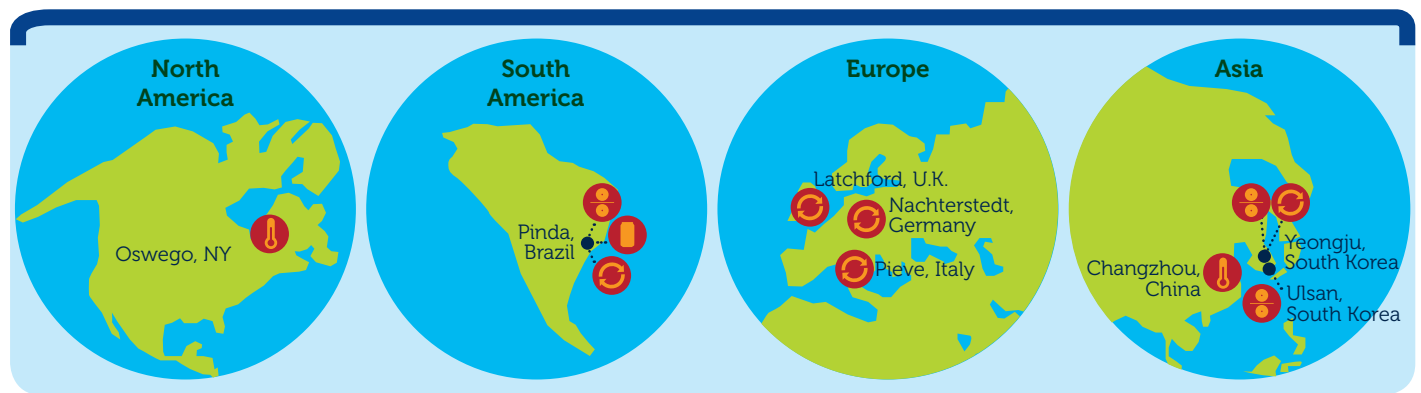 North
America
Oswego, NY
South
America
Pinda,
Brazil
Europe
Latchford, U.K.
Nachterstedt,
Germany
Pieve, Italy
Asia
Yeongju,
South Korea
Changzhou,
China
Ulsan,
South Korea